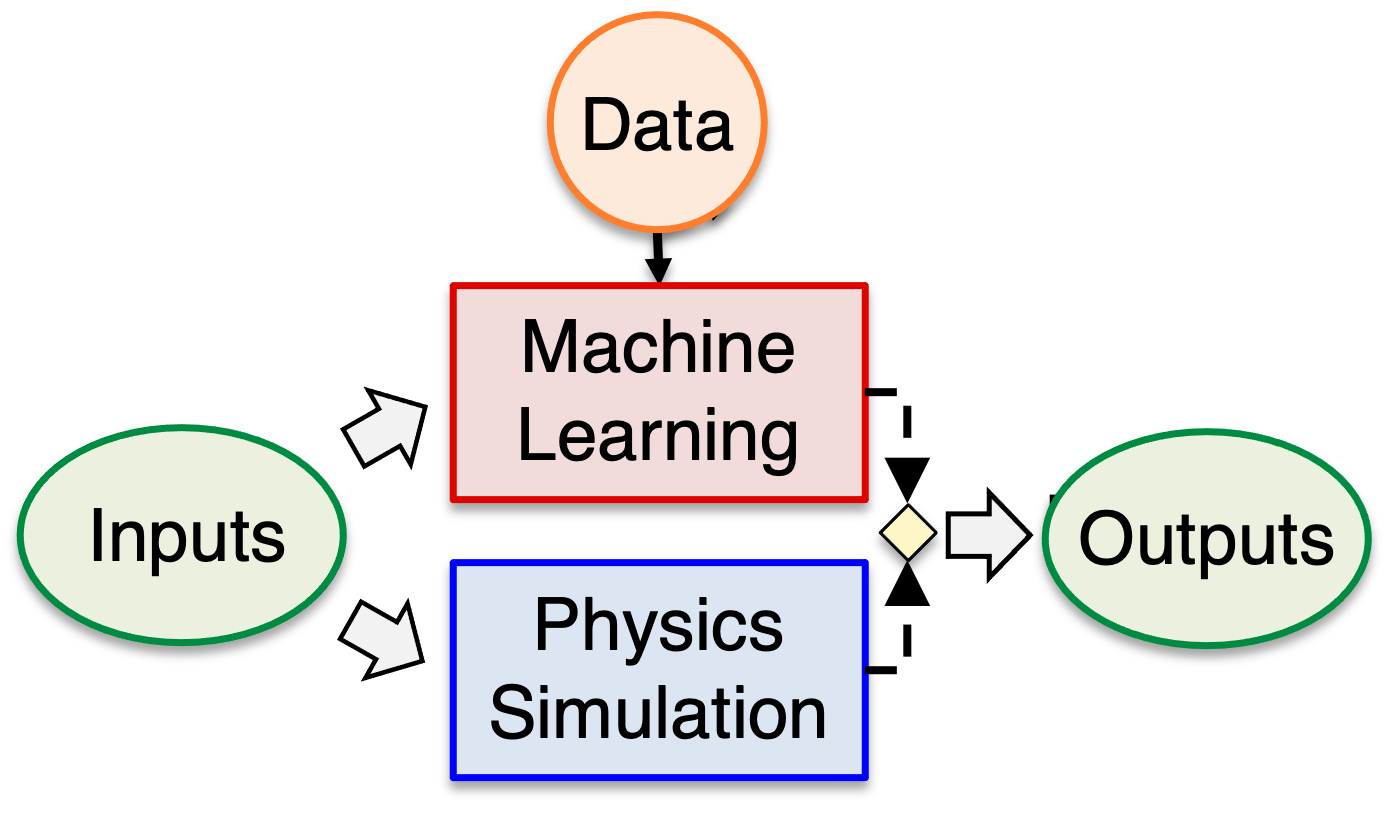 Data
Machine
Learning
Inputs
Outputs
Physics
Simulation